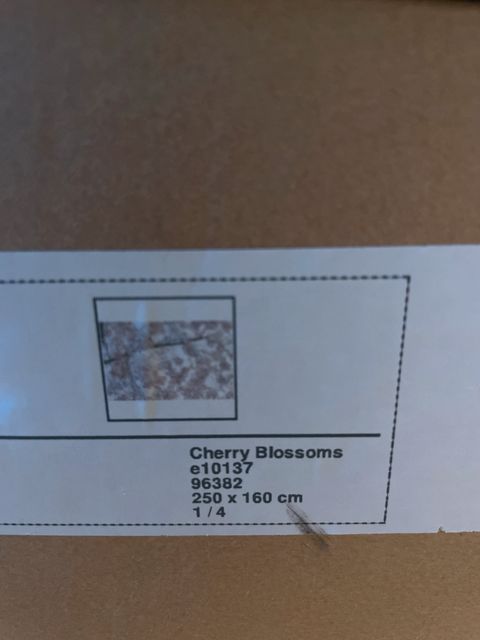 Cherry Blossoms
e10137
96382
250 x 160 cm
1 / 4